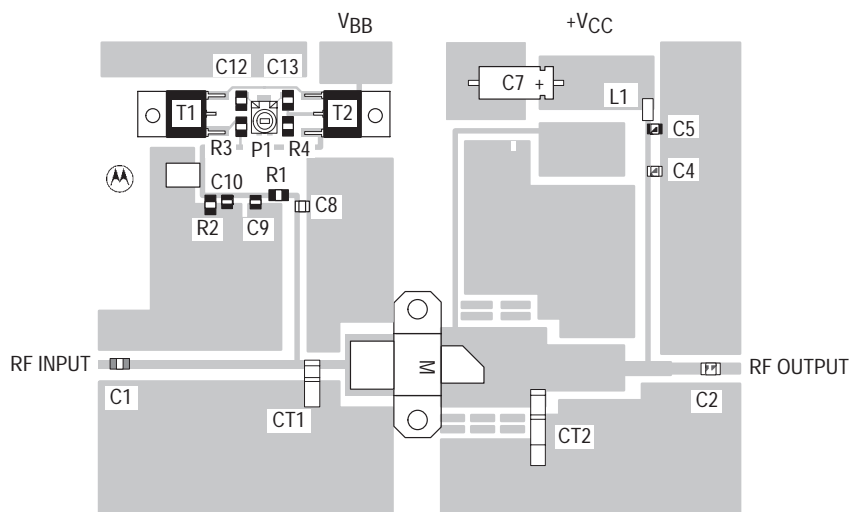 VBB
+VCC
C12 C13
C7 +
L1
T1
T2
C5
R3 P1 R4
C4
C10 R1
C8
R2 C9
RF INPUT
M
RF OUTPUT
C1
C2
CT1
CT2